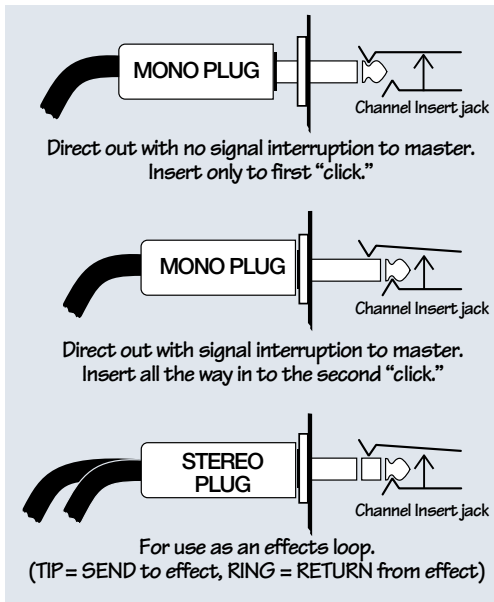 MONO PLUG
Channel Insert jack
Direct out with no signal interruption to master.
Insert only to first “click.”
MONO PLUG
Channel Insert jack
Direct out with signal interruption to master.
Insert all the way in to the second “click.”
STEREO
PLUG
Channel Insert jack
For use as an effects loop.
(TIP = SEND to effect, RING = RETURN from effect)